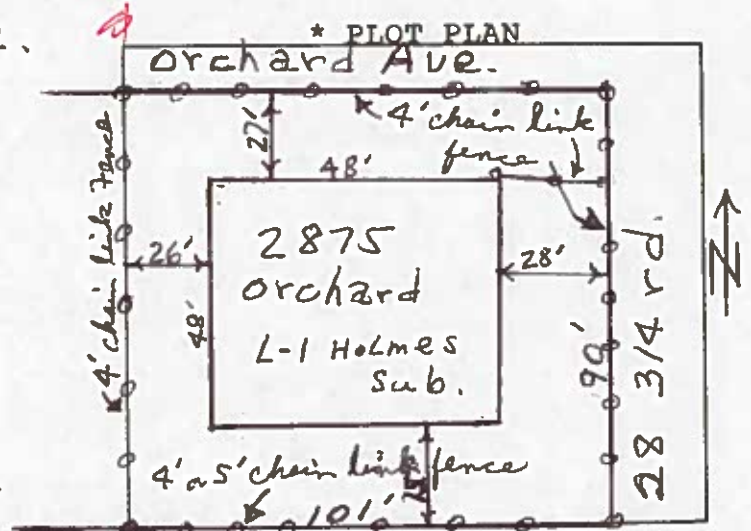 * PLOT PLAN
Orchard Ave.
4' chain link
fence
27'
48'
4' chain link fence
26'
2875
Orchard
L-1 Holmes
Sub.
48'
28'
90'
28 3/4 rd.
N
4' or 5' chain link fence
101'